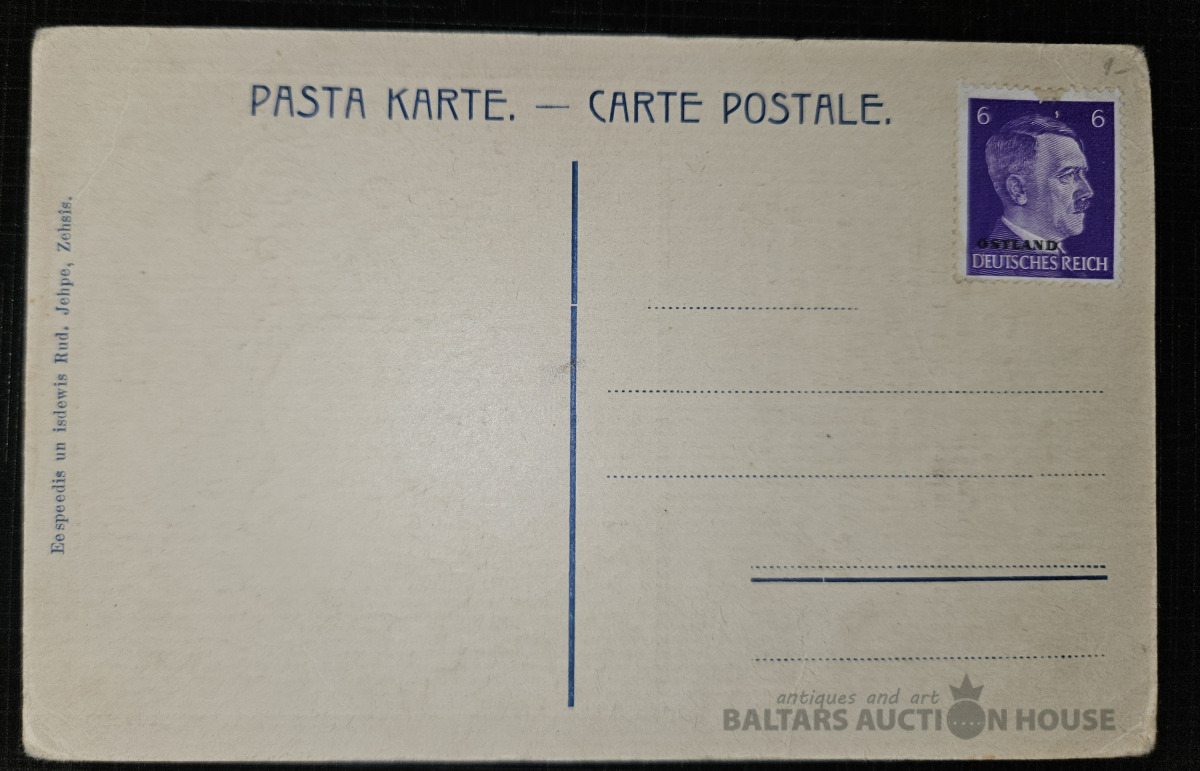 PASTA KARTE. — CARTE POSTALE.
9-
6 6
OSTLAND
DEUTSCHES REICH
Eespeedis un isdewis Rud. Jehpe, Zehsis.
antiques and art
BALTARS AUCTION HOUSE